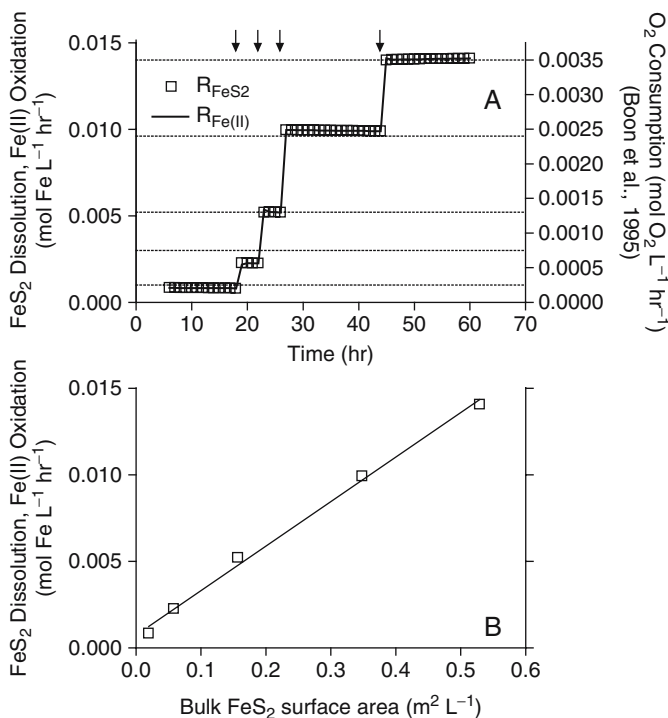 FeS2 Dissolution, Fe(II) Oxidation
(mol Fe L−1 hr−1)
0.015
0.010
0.005
0.000
A
RFeS2
RFe(II)
0.0035
0.0030
0.0025
0.0020
0.0015
0.0010
0.0005
0.0000
O2 Consumption (mol O2 L−1 hr−1)
(Boon et al., 1995)
0 10 20 30 40 50 60 70
Time (hr)
FeS2 Dissolution, Fe(II) Oxidation
(mol Fe L−1 hr−1)
0.015
0.010
0.005
0.000
B
0.0 0.1 0.2 0.3 0.4 0.5 0.6
Bulk FeS2 surface area (m2 L−1)